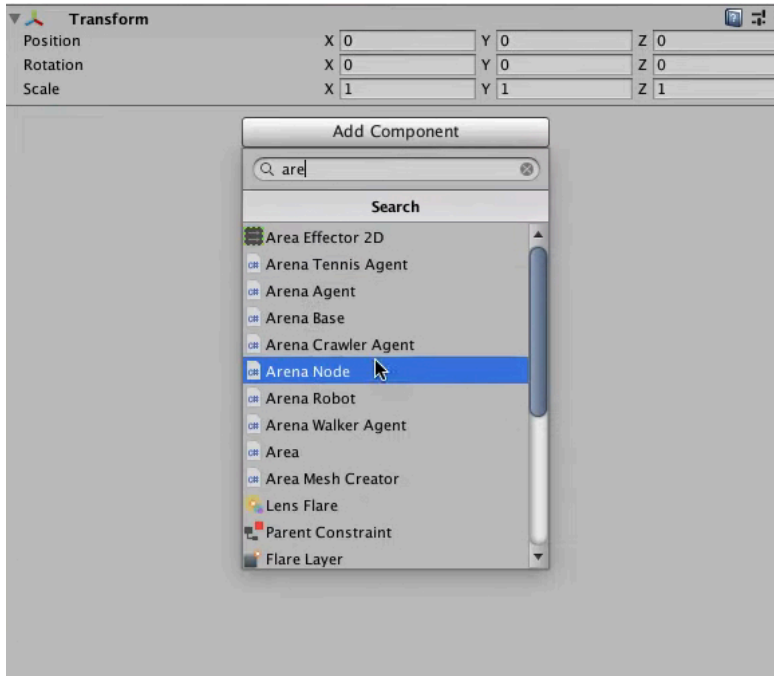 Transform
Position X 0 Y 0 Z 0
Rotation X 0 Y 0 Z 0
Scale X 1 Y 1 Z 1
Add Component
are
Search
Area Effector 2D
C# Arena Tennis Agent
C# Arena Agent
C# Arena Base
C# Arena Crawler Agent
C# Arena Node
C# Arena Robot
C# Arena Walker Agent
C# Area
C# Area Mesh Creator
Lens Flare
Parent Constraint
Flare Layer